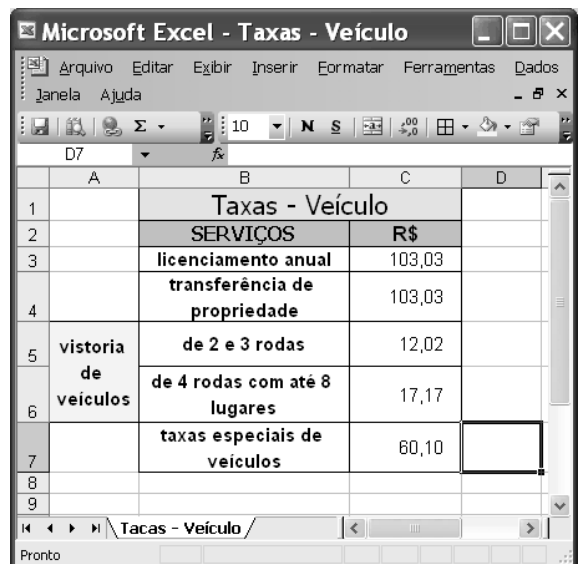 Microsoft Excel - Taxas - Veículo
Arquivo Editar Exibir Inserir Formatar Ferramentas Dados
Janela Ajuda
Σ 10 N S
D7 fx
A B C D
1 Taxas - Veículo
2 SERVIÇOS R$
3 licenciamento anual 103,03
transferência de
4 propriedade 103,03
5 vistoria de 2 e 3 rodas 12,02
de
veículos
de 4 rodas com até 8
6 lugares 17,17
taxas especiais de
7 veículos 60,10
8
9
Tacas - Veículo
Pronto